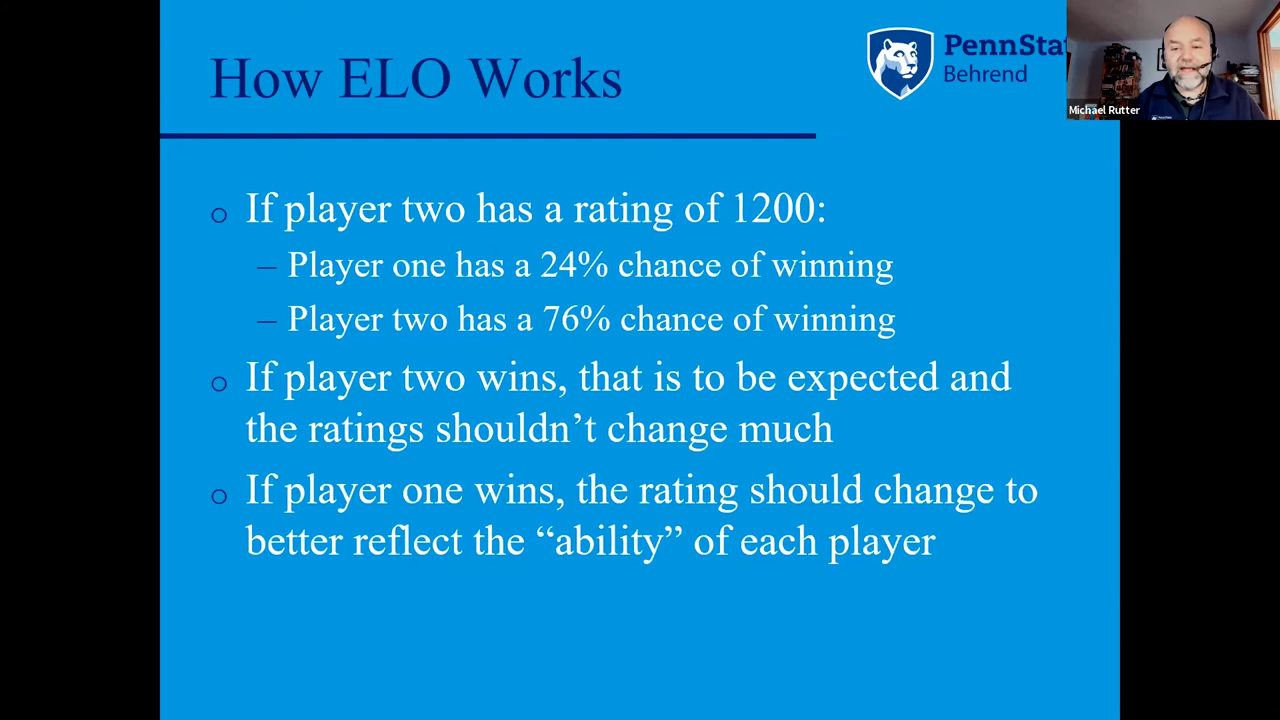 How ELO Works
PennSta
Behrend
Michael Rutter
o If player two has a rating of 1200:
– Player one has a 24% chance of winning
– Player two has a 76% chance of winning
o If player two wins, that is to be expected and
the ratings shouldn’t change much
o If player one wins, the rating should change to
better reflect the “ability” of each player